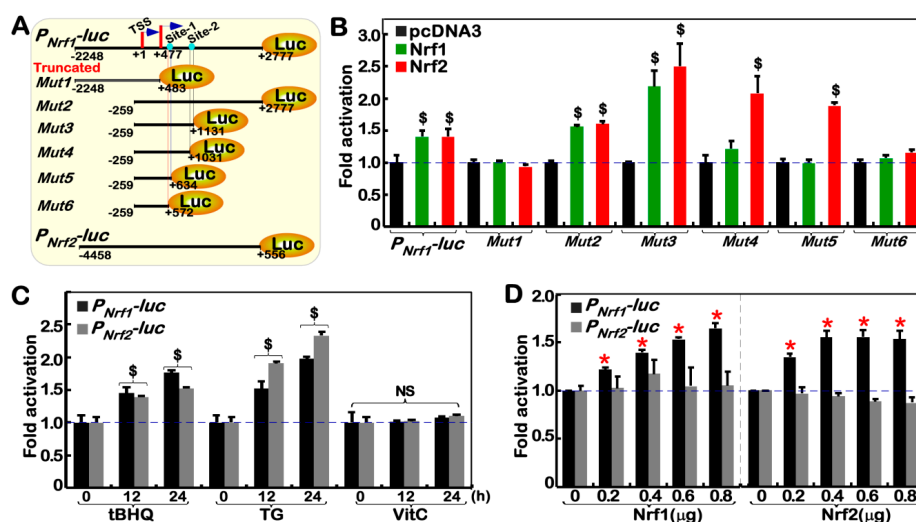 A
TSS
Site-1
Site-2
P Nrf1-luc
-2248
+1
+477
Luc
+2777
Truncated
Mut1
-2248
Luc
+483
Mut2
-259
Luc
+2777
Mut3
-259
Luc
+1131
Mut4
-259
Luc
+1031
Mut5
-259
Luc
+634
Mut6
-259
Luc
+572
P Nrf2-luc
-4458
Luc
+556
B
pcDNA3
Nrf1
Nrf2
Fold activation
3.0
2.5
2.0
1.5
1.0
0.5
0
$ $ $ $ $ $ $ $
P Nrf1-luc Mut1 Mut2 Mut3 Mut4 Mut5 Mut6
C
P Nrf1-luc
P Nrf2-luc
Fold activation
2.5
2.0
1.5
1.0
0.5
0
$ $ $ $ NS
0 12 24 0 12 24 0 12 24 (h)
tBHQ TG VitC
D
P Nrf1-luc
P Nrf2-luc
Fold activation
2.0
1.5
1.0
0.5
0
* * * * * * * *
0 0.2 0.4 0.6 0.8 0 0.2 0.4 0.6 0.8
Nrf1(μg) Nrf2(μg)